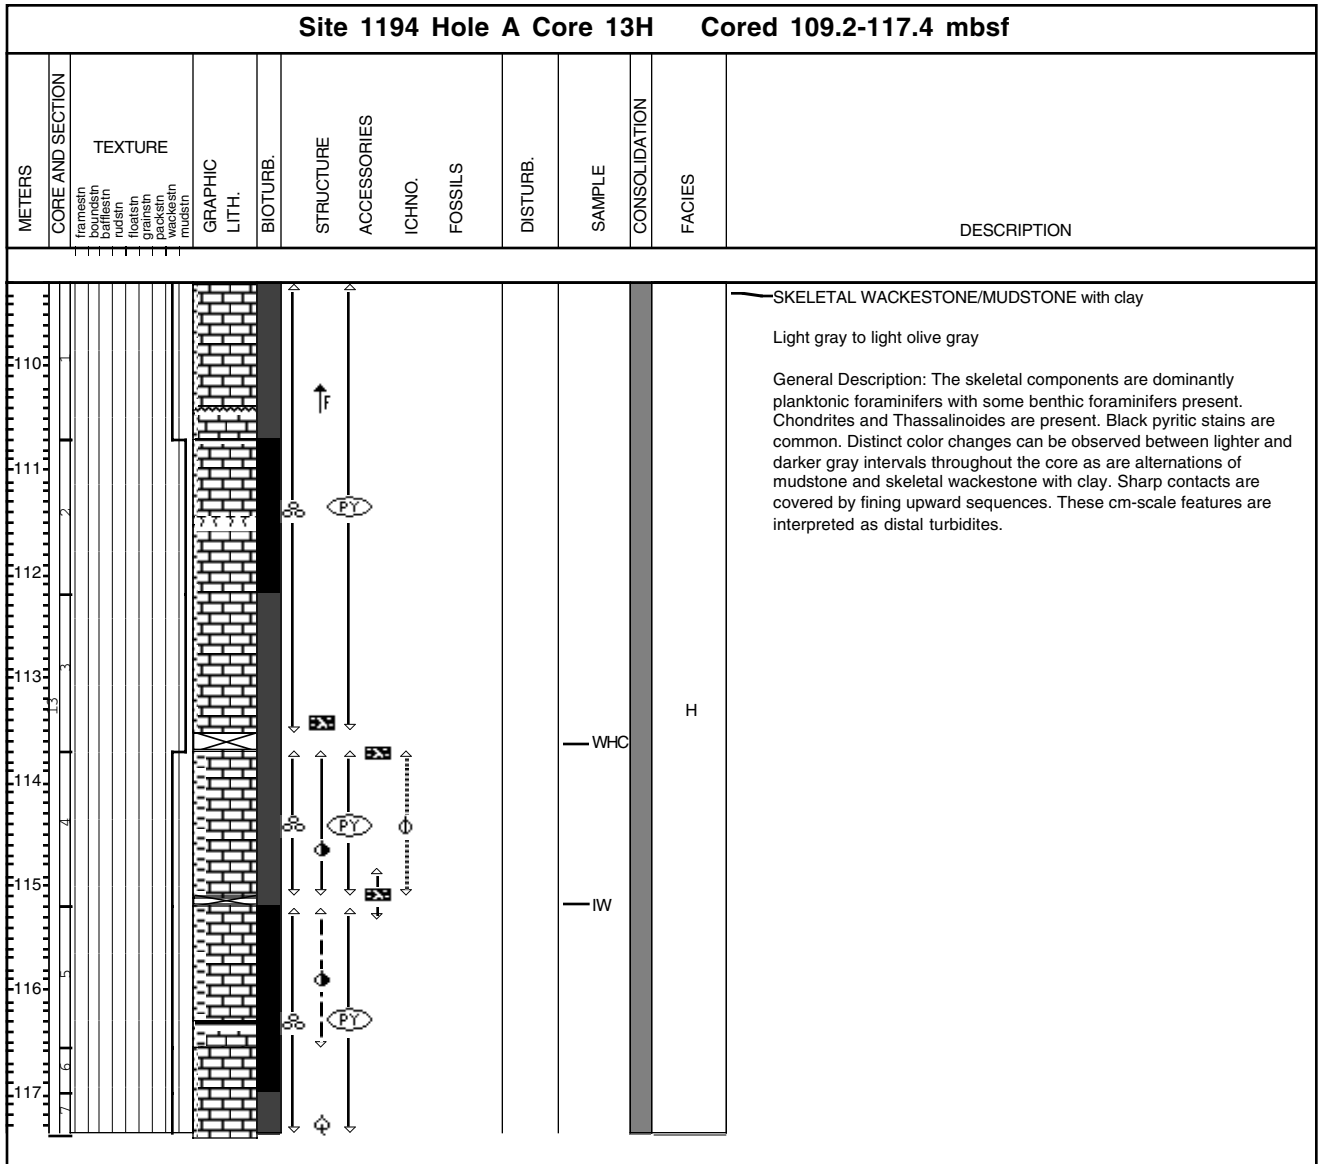 Site 1194 Hole A Core 13H Cored 109.2-117.4 mbsf
METERS
CORE AND SECTION
TEXTURE
framestn
boundstn
bafflestn
rudstn
floatstn
grainstn
packstn
wackestn
mudstn
GRAPHIC
LITH.
BIOTURB.
STRUCTURE
ACCESSORIES
ICHNO.
FOSSILS
DISTURB.
SAMPLE
CONSOLIDATION
FACIES
DESCRIPTION
SKELETAL WACKESTONE/MUDSTONE with clay
Light gray to light olive gray
General Description: The skeletal components are dominantly
planktonic foraminifers with some benthic foraminifers present.
Chondrites and Thassalinoides are present. Black pyritic stains are
common. Distinct color changes can be observed between lighter and
darker gray intervals throughout the core as are alternations of
mudstone and skeletal wackestone with clay. Sharp contacts are
covered by fining upward sequences. These cm-scale features are
interpreted as distal turbidites.
110
1
F
111
2
PY
112
113
3
13
H
WHC
114
4
PY
115
IW
5
116
PY
6
117
7